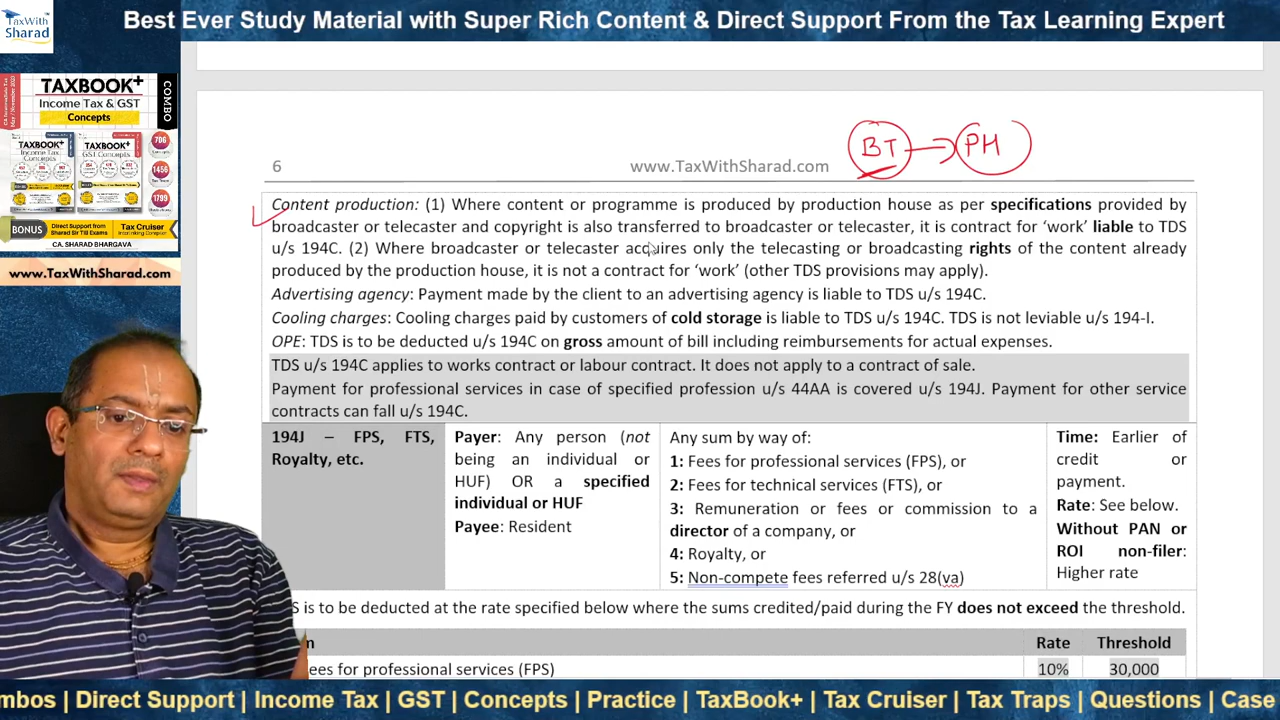 Best Ever Study Material with Super Rich Content & Direct Support From the Tax Learning Expert
TaxWith
Sharad
TAXBOOK+
Income Tax & GST
Concepts
COMBO
TAXBOOK+
TAXBOOK+
GST Concepts
706
1456
1799
BONUS
Direct Support from
Sharad Sir Till Exams
Tax Cruiser
CA. SHARAD BHARGAVA
www.TaxWithSharad.com
BT PH
6 www.TaxWithSharad.com
Content production: (1) Where content or programme is produced by production house as per specifications provided by
broadcaster or telecaster and copyright is also transferred to broadcaster or telecaster, it is contract for ‘work’ liable to TDS
u/s 194C. (2) Where broadcaster or telecaster acquires only the telecasting or broadcasting rights of the content already
produced by the production house, it is not a contract for ‘work’ (other TDS provisions may apply).
Advertising agency: Payment made by the client to an advertising agency is liable to TDS u/s 194C.
Cooling charges: Cooling charges paid by customers of cold storage is liable to TDS u/s 194C. TDS is not leviable u/s 194-I.
OPE: TDS is to be deducted u/s 194C on gross amount of bill including reimbursements for actual expenses.
TDS u/s 194C applies to works contract or labour contract. It does not apply to a contract of sale.
Payment for professional services in case of specified profession u/s 44AA is covered u/s 194J. Payment for other service
contracts can fall u/s 194C.
194J – FPS, FTS,
Royalty, etc.
Payer: Any person (not
being an individual or
HUF) OR a specified
individual or HUF
Payee: Resident
Any sum by way of:
1: Fees for professional services (FPS), or
2: Fees for technical services (FTS), or
3: Remuneration or fees or commission to a
director of a company, or
4: Royalty, or
5: Non-compete fees referred u/s 28(va)
Time: Earlier of
credit or
payment.
Rate: See below.
Without PAN or
ROI non-filer:
Higher rate
S is to be deducted at the rate specified below where the sums credited/paid during the FY does not exceed the threshold.
m Rate Threshold
ees for professional services (FPS) 10% 30,000
mbos | Direct Support | Income Tax | GST | Concepts | Practice | TaxBook+ | Tax Cruiser | Tax Traps | Questions | Case